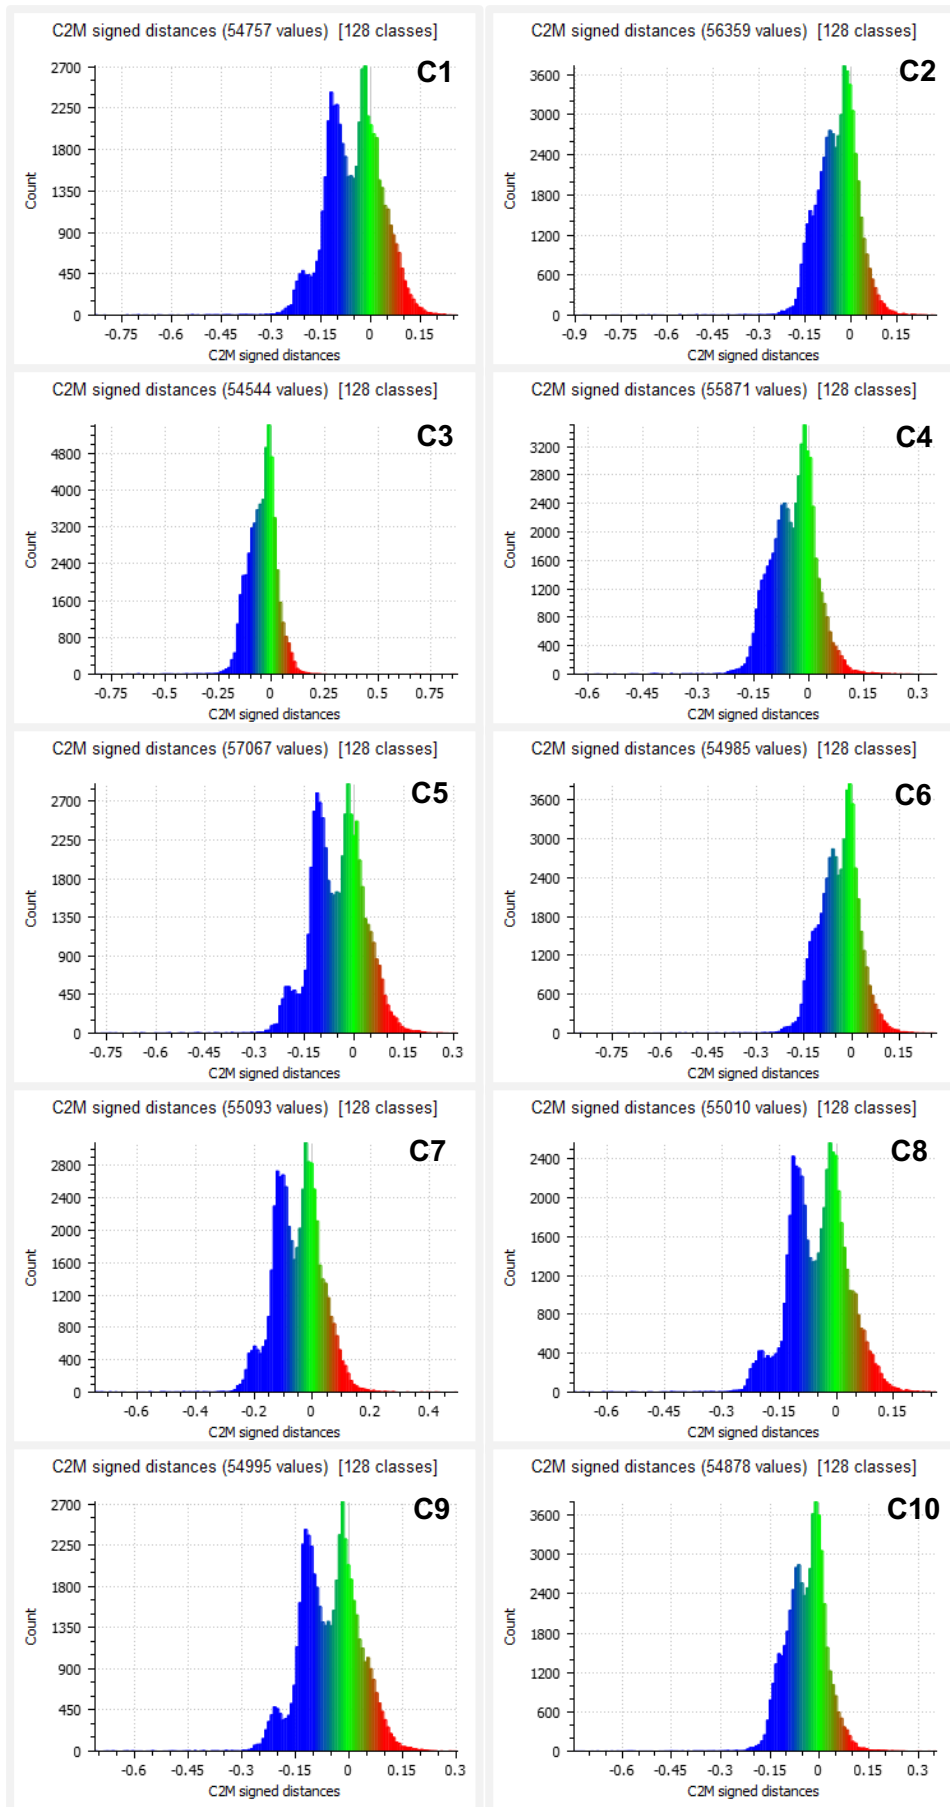 C2M signed distances (54757 values) [128 classes]
C1
2700
2250
1800
1350
900
450
0
Count
-0.75 -0.6 -0.45 -0.3 -0.15 0 0.15
C2M signed distances
C2M signed distances (56359 values) [128 classes]
C2
3600
3000
2400
1800
1200
600
0
Count
-0.9 -0.75 -0.6 -0.45 -0.3 -0.15 0 0.15
C2M signed distances
C2M signed distances (54544 values) [128 classes]
C3
4800
4000
3200
2400
1600
800
0
Count
-0.75 -0.5 -0.25 0 0.25 0.5 0.75
C2M signed distances
C2M signed distances (55871 values) [128 classes]
C4
3200
2800
2400
2000
1600
1200
800
400
0
Count
-0.6 -0.45 -0.3 -0.15 0 0.15 0.3
C2M signed distances
C2M signed distances (57067 values) [128 classes]
C5
2700
2250
1800
1350
900
450
0
Count
-0.75 -0.6 -0.45 -0.3 -0.15 0 0.15 0.3
C2M signed distances
C2M signed distances (54985 values) [128 classes]
C6
3600
3000
2400
1800
1200
600
0
Count
-0.75 -0.6 -0.45 -0.3 -0.15 0 0.15
C2M signed distances
C2M signed distances (55093 values) [128 classes]
C7
2800
2400
2000
1600
1200
800
400
0
Count
-0.6 -0.4 -0.2 0 0.2 0.4
C2M signed distances
C2M signed distances (55010 values) [128 classes]
C8
2400
2000
1600
1200
800
400
0
Count
-0.6 -0.45 -0.3 -0.15 0 0.15
C2M signed distances
C2M signed distances (54995 values) [128 classes]
C9
2700
2250
1800
1350
900
450
0
Count
-0.6 -0.45 -0.3 -0.15 0 0.15 0.3
C2M signed distances
C2M signed distances (54878 values) [128 classes]
C10
3600
3000
2400
1800
1200
600
0
Count
-0.6 -0.45 -0.3 -0.15 0 0.15 0.3
C2M signed distances